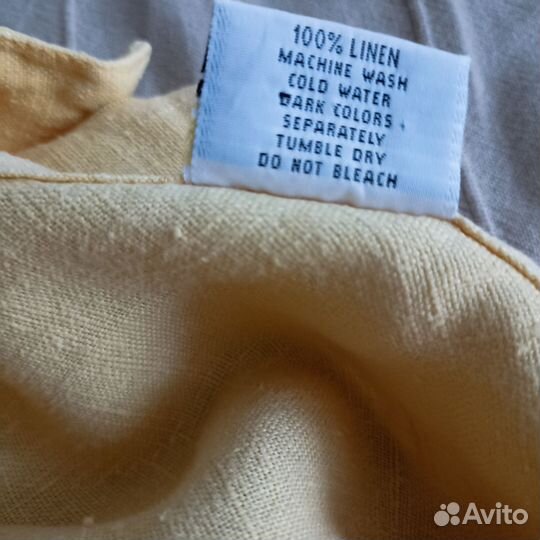 100% LINEN
MACHINE WASH
COLD WATER
DARK COLORS
SEPARATELY
TUMBLE DRY
DO NOT BLEACH
Avito